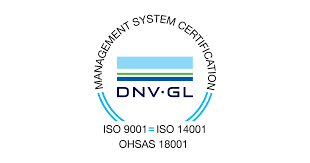 MANAGEMENT SYSTEM CERTIFICATION
DNV·GL
ISO 9001=ISO 14001
OHSAS 18001